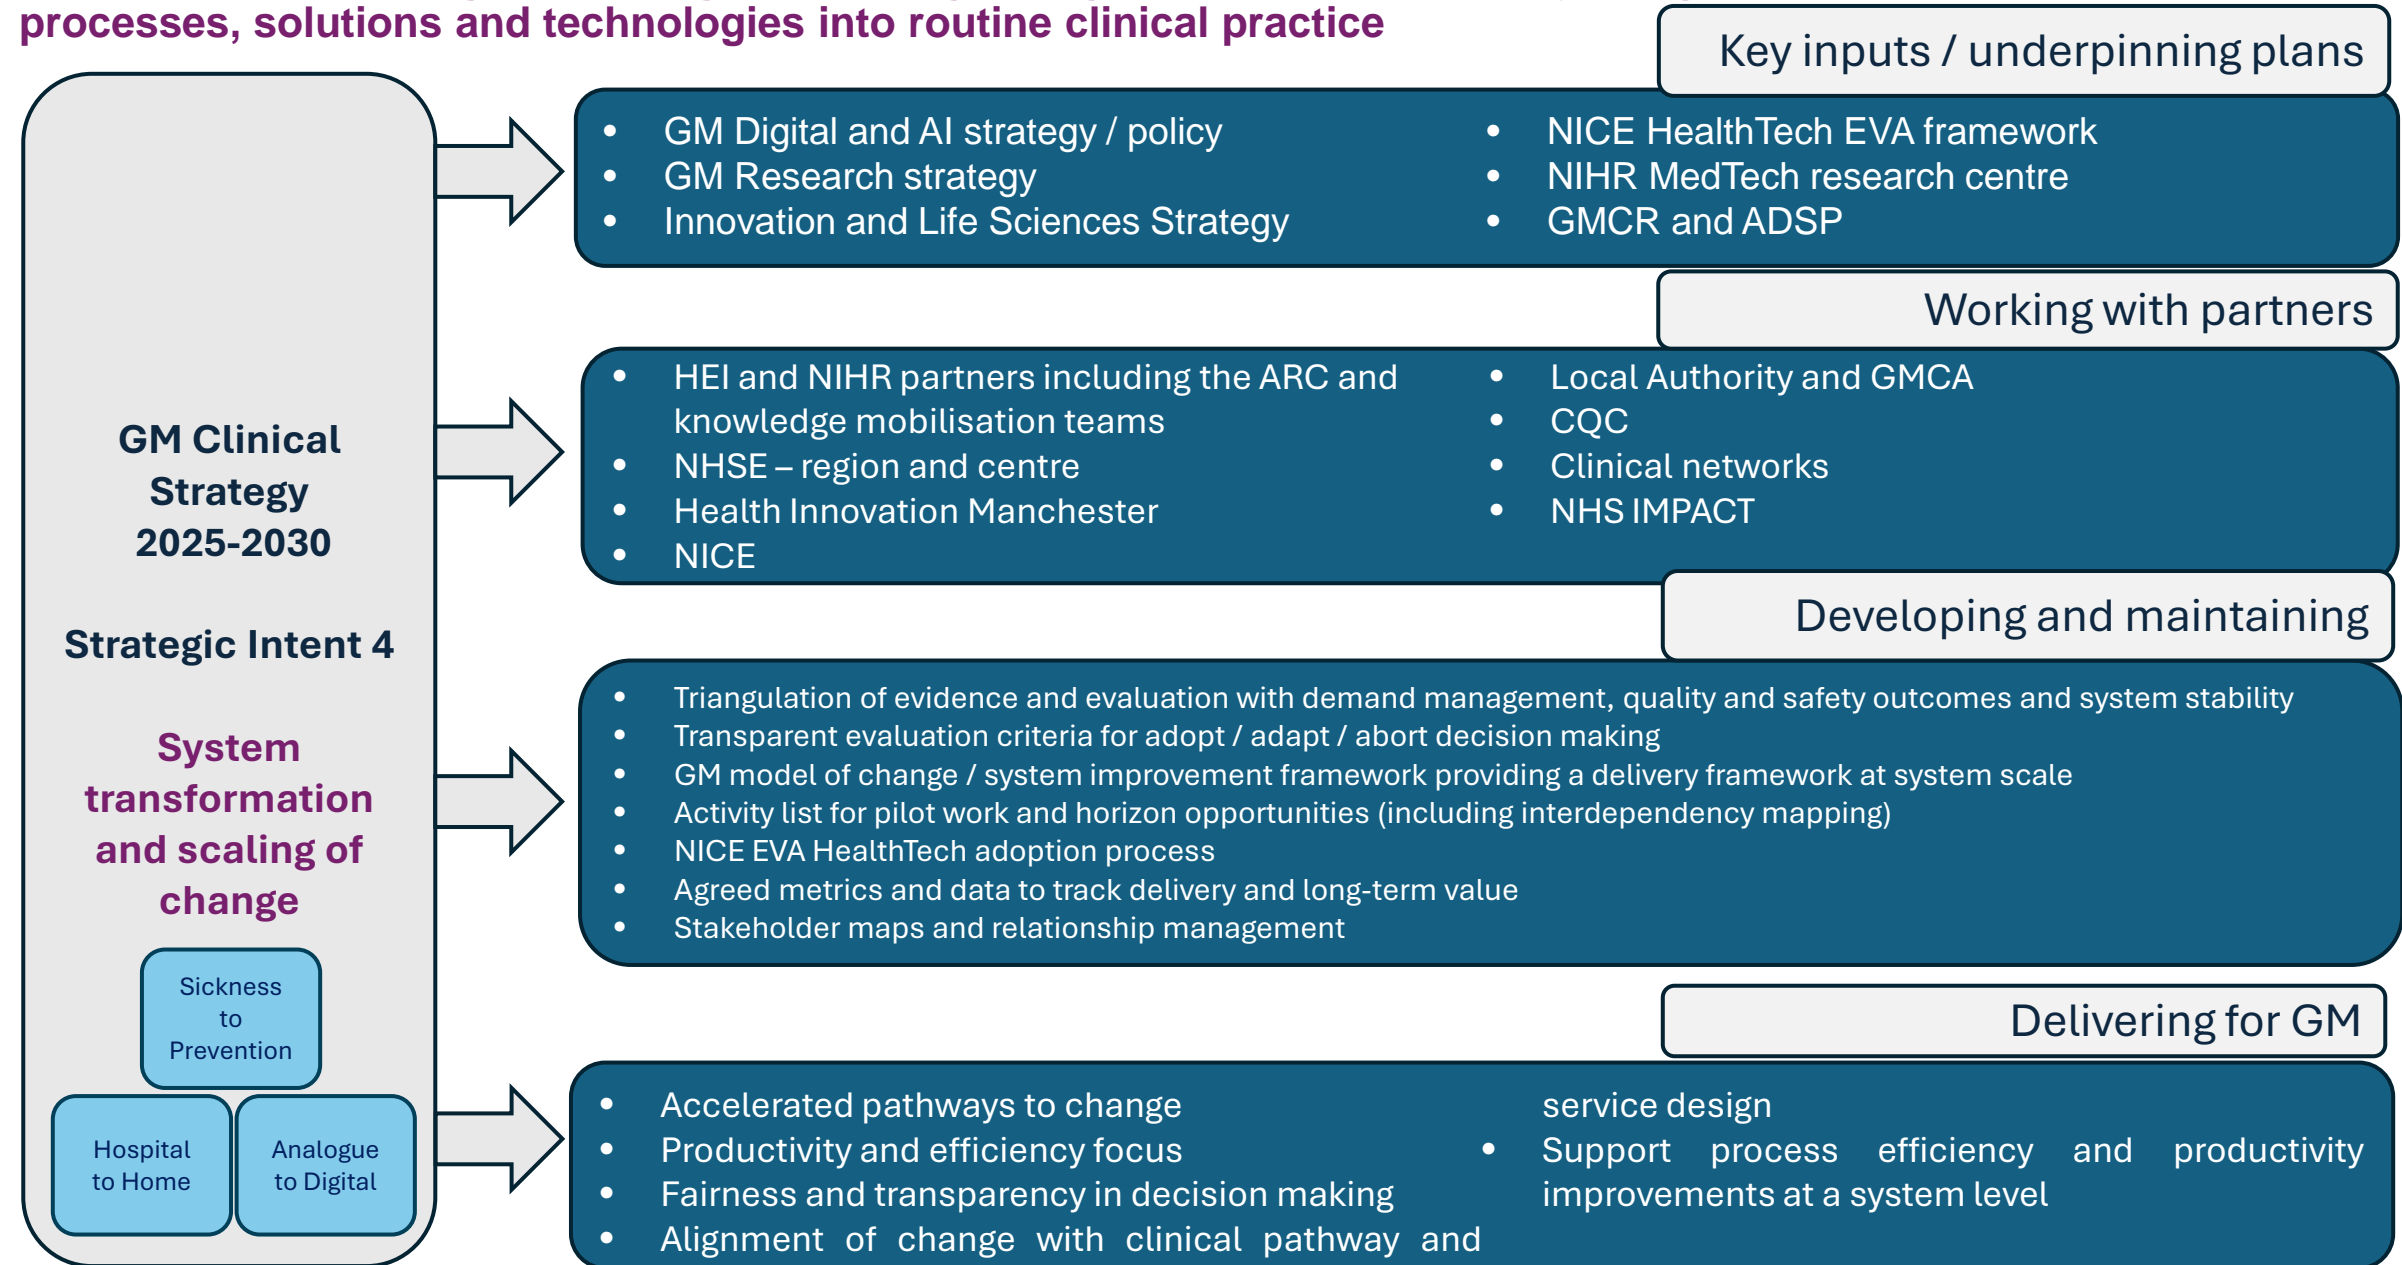 processes, solutions and technologies into routine clinical practice
GM Clinical
Strategy
2025-2030
Strategic Intent 4
System
transformation
and scaling of
change
Sickness
to
Prevention
Hospital
to Home
Analogue
to Digital
Key inputs / underpinning plans
• GM Digital and AI strategy / policy
• GM Research strategy
• Innovation and Life Sciences Strategy
• NICE HealthTech EVA framework
• NIHR MedTech research centre
• GMCR and ADSP
Working with partners
• HEI and NIHR partners including the ARC and
knowledge mobilisation teams
• NHSE – region and centre
• Health Innovation Manchester
• NICE
• Local Authority and GMCA
• CQC
• Clinical networks
• NHS IMPACT
Developing and maintaining
• Triangulation of evidence and evaluation with demand management, quality and safety outcomes and system stability
• Transparent evaluation criteria for adopt / adapt / abort decision making
• GM model of change / system improvement framework providing a delivery framework at system scale
• Activity list for pilot work and horizon opportunities (including interdependency mapping)
• NICE EVA HealthTech adoption process
• Agreed metrics and data to track delivery and long-term value
• Stakeholder maps and relationship management
Delivering for GM
• Accelerated pathways to change
• Productivity and efficiency focus
• Fairness and transparency in decision making
• Alignment of change with clinical pathway and
service design
• Support process efficiency and productivity
improvements at a system level